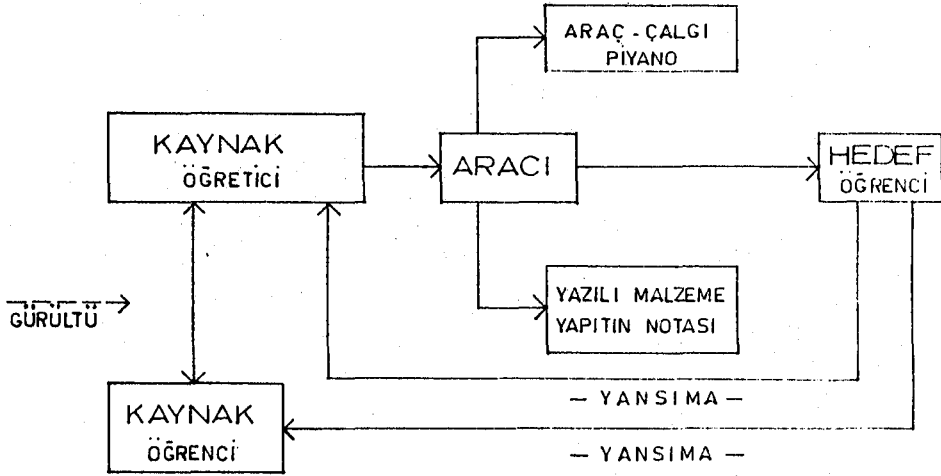 ARAÇ - ÇALGI
PİYANO
KAYNAK
ÖĞRETİCİ
ARACI
HEDEF
ÖĞRENCİ
GÜRÜLTÜ
YAZILI MALZEME
YAPITIN NOTASI
KAYNAK
ÖĞRENCİ
— YANSIMA —
— YANSIMA —